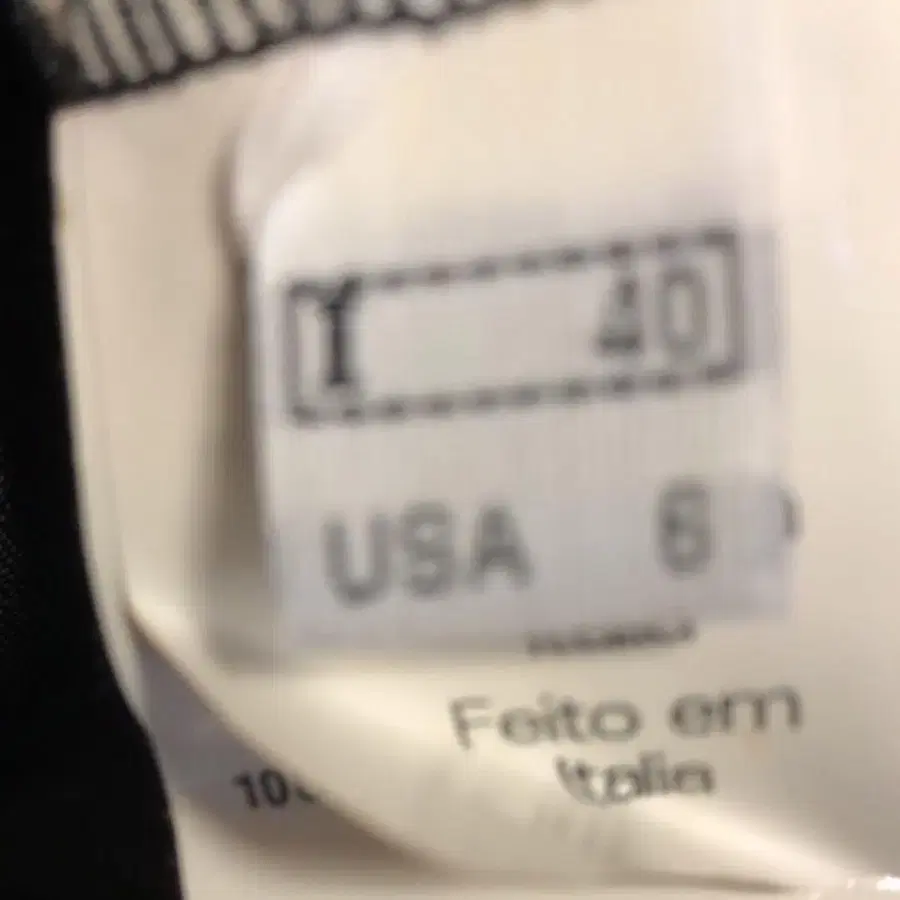 I 40
USA 6
Feito em
Italia